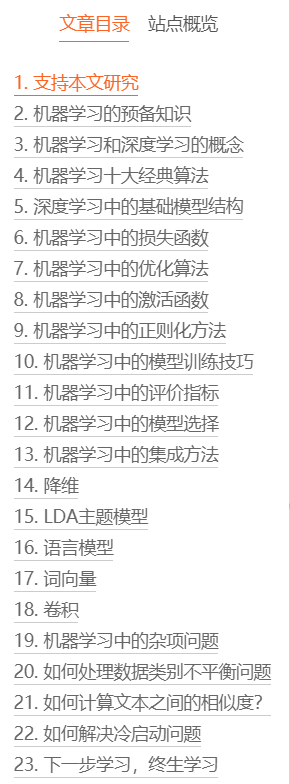 文章目录 站点概览
1. 支持本文研究
2. 机器学习的预备知识
3. 机器学习和深度学习的概念
4. 机器学习十大经典算法
5. 深度学习中的基础模型结构
6. 机器学习中的损失函数
7. 机器学习中的优化算法
8. 机器学习中的激活函数
9. 机器学习中的正则化方法
10. 机器学习中的模型训练技巧
11. 机器学习中的评价指标
12. 机器学习中的模型选择
13. 机器学习中的集成方法
14. 降维
15. LDA主题模型
16. 语言模型
17. 词向量
18. 卷积
19. 机器学习中的杂项问题
20. 如何处理数据类别不平衡问题
21. 如何计算文本之间的相似度?
22. 如何解决冷启动问题
23. 下一步学习，终生学习